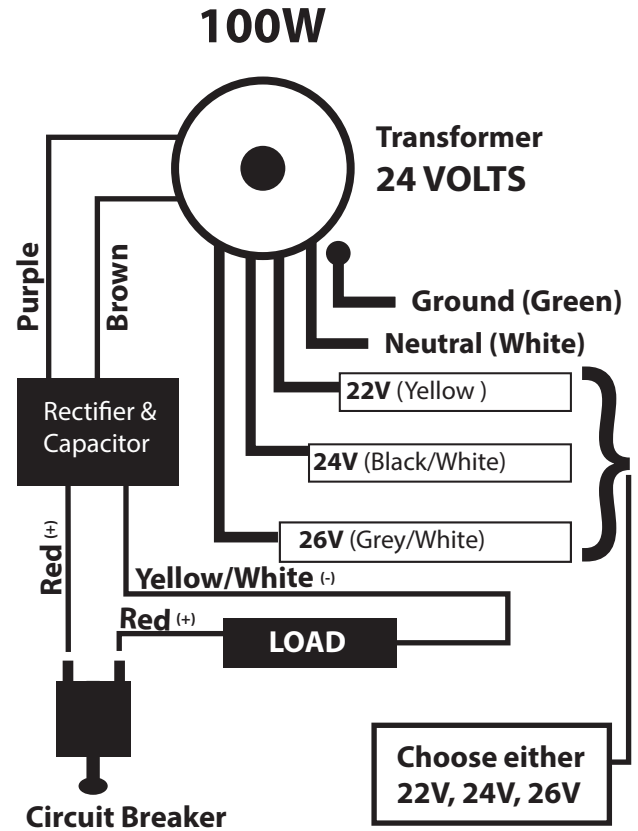 100W
Transformer
24 VOLTS
Purple
Brown
Ground (Green)
Neutral (White)
22V (Yellow )
Rectifier &
Capacitor
24V (Black/White)
26V (Grey/White)
Red (+)
Yellow/White (-)
Red (+)
LOAD
Choose either
22V, 24V, 26V
Circuit Breaker